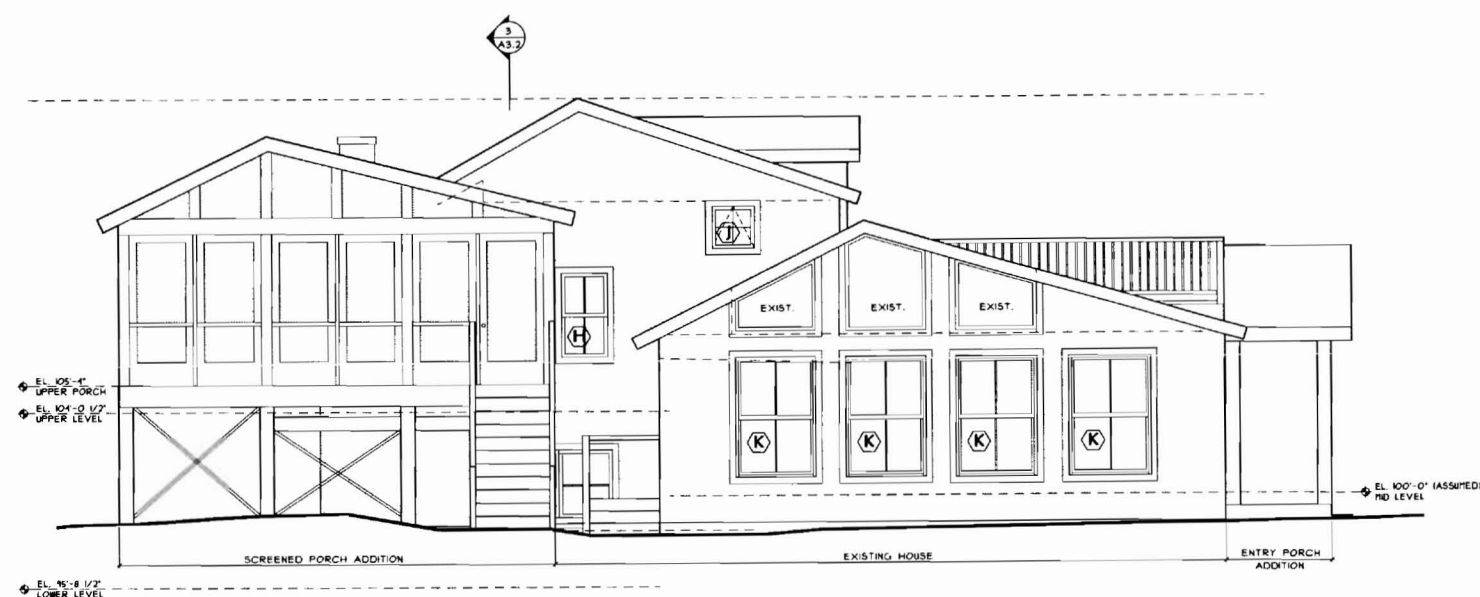 3
A3.2
J
EXIST.
EXIST.
EXIST.
H
EL. 105'-4"
UPPER PORCH
EL. 104'-0 1/2"
UPPER LEVEL
K
K
K
K
EL. 100'-0" (ASSUMED)
MID LEVEL
SCREENED PORCH ADDITION
EXISTING HOUSE
ENTRY PORCH
ADDITION
EL. 95'-8 1/2"
LOWER LEVEL